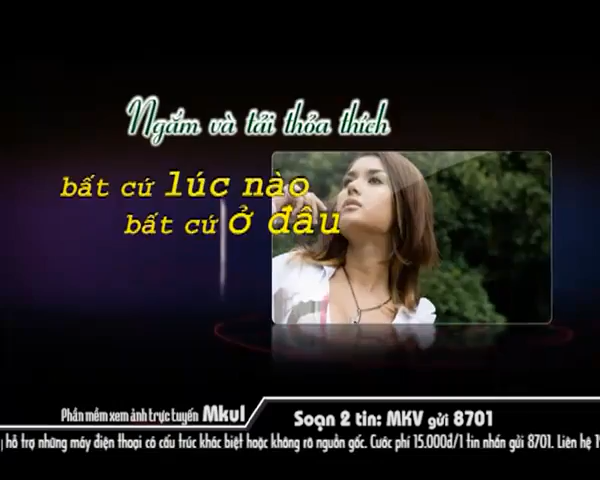 Ngắm và tải thỏa thích
bất cứ lúc nào
bất cứ ở đâu
Phần mềm xem ảnh trực tuyến Mkul
Soạn 2 tin: MKV gửi 8701
hỗ trợ những máy điện thoại có cấu trúc khác biệt hoặc không rõ nguồn gốc. Cước phí 15.000đ/1 tin nhắn gửi 8701. Liên hệ